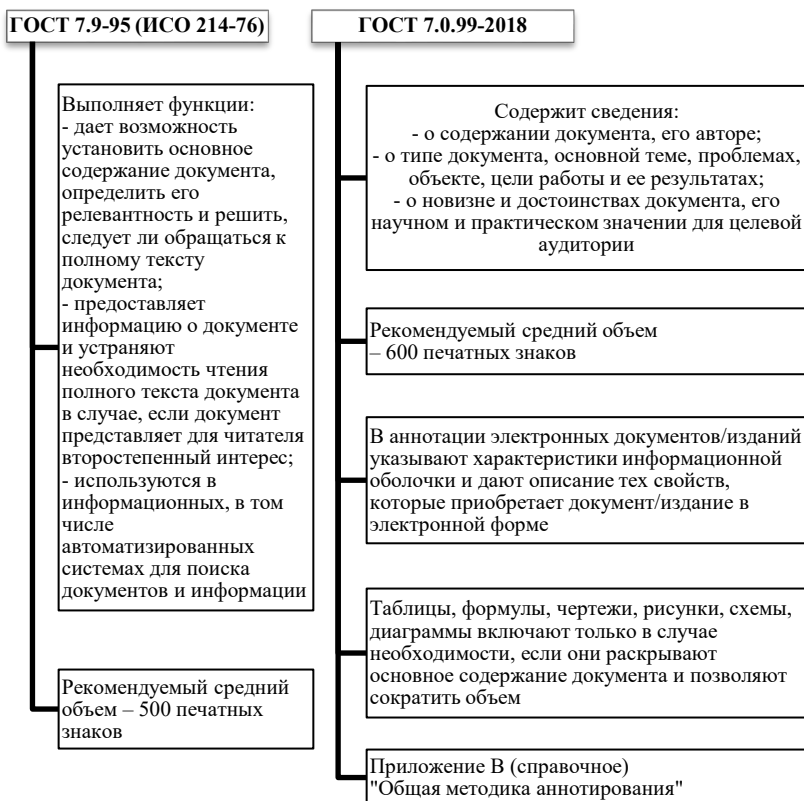 ГОСТ 7.9-95 (ИСО 214-76)
Выполняет функции:
- дает возможность
установить основное
содержание документа,
определить его
релевантность и решить,
следует ли обращаться к
полному тексту
документа;
- предоставляет
информацию о документе
и устраняют
необходимость чтения
полного текста документа
в случае, если документ
представляет для читателя
второстепенный интерес;
- используются в
информационных, в том
числе
автоматизированных
системах для поиска
документов и информации
Рекомендуемый средний
объем – 500 печатных
знаков
ГОСТ 7.0.99-2018
Содержит сведения:
- о содержании документа, его авторе;
- о типе документа, основной теме, проблемах,
объекте, цели работы и ее результатах;
- о новизне и достоинствах документа, его
научном и практическом значении для целевой
аудитории
Рекомендуемый средний объем
– 600 печатных знаков
В аннотации электронных документов/изданий
указывают характеристики информационной
оболочки и дают описание тех свойств,
которые приобретает документ/издание в
электронной форме
Таблицы, формулы, чертежи, рисунки, схемы,
диаграммы включают только в случае
необходимости, если они раскрывают
основное содержание документа и позволяют
сократить объем
Приложение В (справочное)
"Общая методика аннотирования"